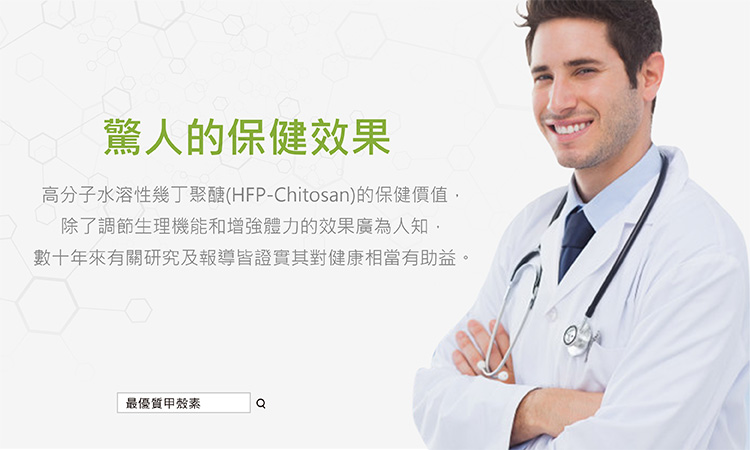 驚人的保健效果
高分子水溶性幾丁聚醣(HFP-Chitosan)的保健價值，
除了調節生理機能和增強體力的效果廣為人知，
數十年來有關研究及報導皆證實其對健康相當有助益。
最優質甲殼素